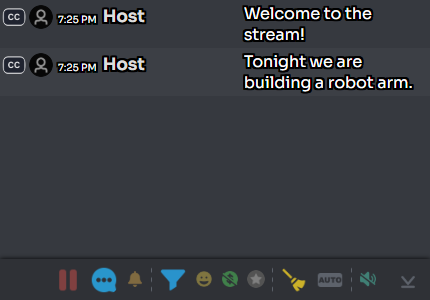 CC 7:25 PM Host Welcome to the
stream!
CC 7:25 PM Host Tonight we are
building a robot arm.
AUTO